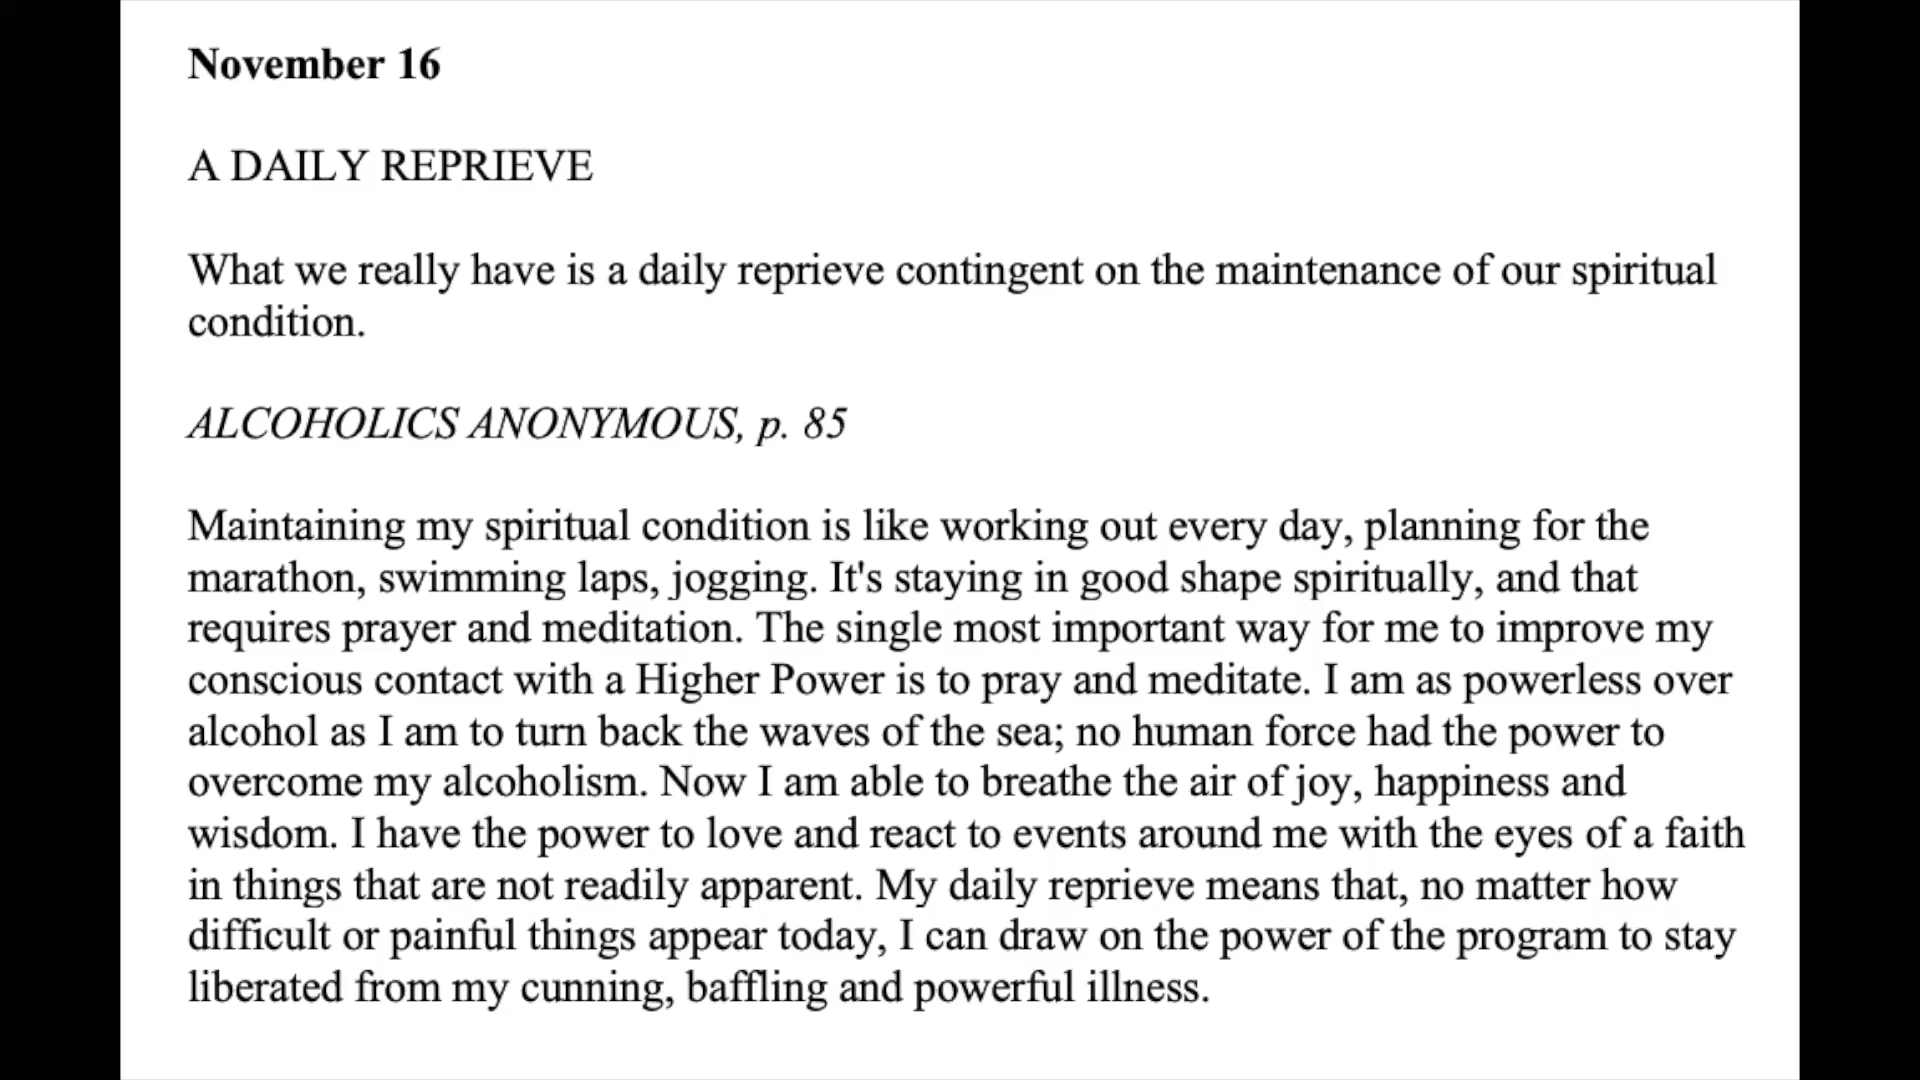 November 16
A DAILY REPRIEVE
What we really have is a daily reprieve contingent on the maintenance of our spiritual
condition.
ALCOHOLICS ANONYMOUS, p. 85
Maintaining my spiritual condition is like working out every day, planning for the
marathon, swimming laps, jogging. It's staying in good shape spiritually, and that
requires prayer and meditation. The single most important way for me to improve my
conscious contact with a Higher Power is to pray and meditate. I am as powerless over
alcohol as I am to turn back the waves of the sea; no human force had the power to
overcome my alcoholism. Now I am able to breathe the air of joy, happiness and
wisdom. I have the power to love and react to events around me with the eyes of a faith
in things that are not readily apparent. My daily reprieve means that, no matter how
difficult or painful things appear today, I can draw on the power of the program to stay
liberated from my cunning, baffling and powerful illness.